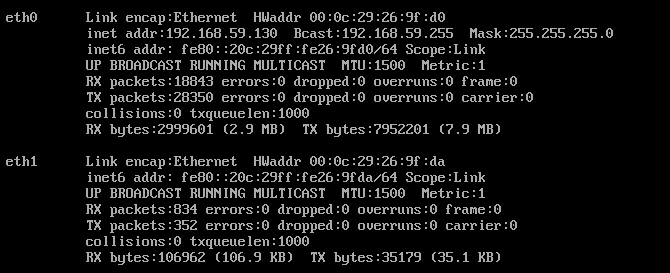 eth0      Link encap:Ethernet  HWaddr 00:0c:29:26:9f:d0
          inet addr:192.168.59.130  Bcast:192.168.59.255  Mask:255.255.255.0
          inet6 addr: fe80::20c:29ff:fe26:9fd0/64 Scope:Link
          UP BROADCAST RUNNING MULTICAST  MTU:1500  Metric:1
          RX packets:18843 errors:0 dropped:0 overruns:0 frame:0
          TX packets:28350 errors:0 dropped:0 overruns:0 carrier:0
          collisions:0 txqueuelen:1000
          RX bytes:2999601 (2.9 MB)  TX bytes:7952201 (7.9 MB)
eth1      Link encap:Ethernet  HWaddr 00:0c:29:26:9f:da
          inet6 addr: fe80::20c:29ff:fe26:9fda/64 Scope:Link
          UP BROADCAST RUNNING MULTICAST  MTU:1500  Metric:1
          RX packets:834 errors:0 dropped:0 overruns:0 frame:0
          TX packets:352 errors:0 dropped:0 overruns:0 carrier:0
          collisions:0 txqueuelen:1000
          RX bytes:106962 (106.9 KB)  TX bytes:35179 (35.1 KB)